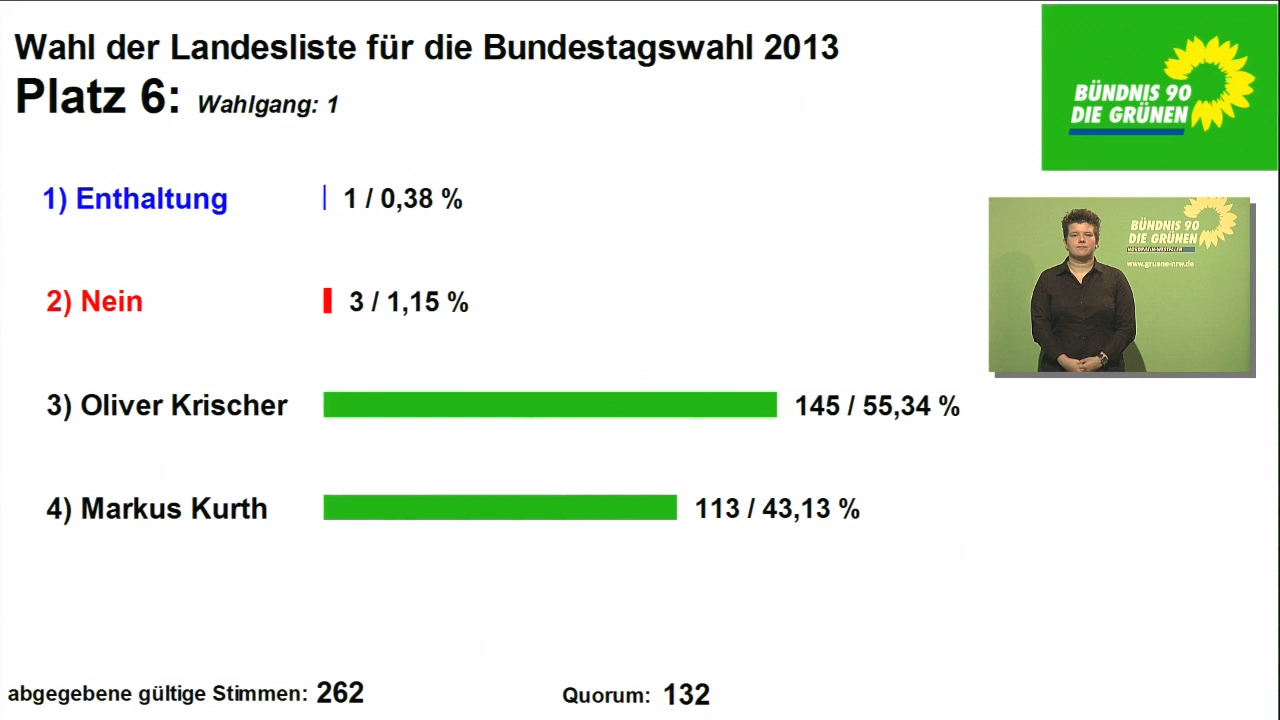 Wahl der Landesliste für die Bundestagswahl 2013
Platz 6: Wahlgang: 1
BÜNDNIS 90
DIE GRÜNEN
1) Enthaltung 1 / 0,38 %
2) Nein 3 / 1,15 %
BÜNDNIS 90
DIE GRÜNEN
NORDRHEIN-WESTFALEN
www.gruene-nrw.de
3) Oliver Krischer 145 / 55,34 %
4) Markus Kurth 113 / 43,13 %
abgegebene gültige Stimmen: 262 Quorum: 132